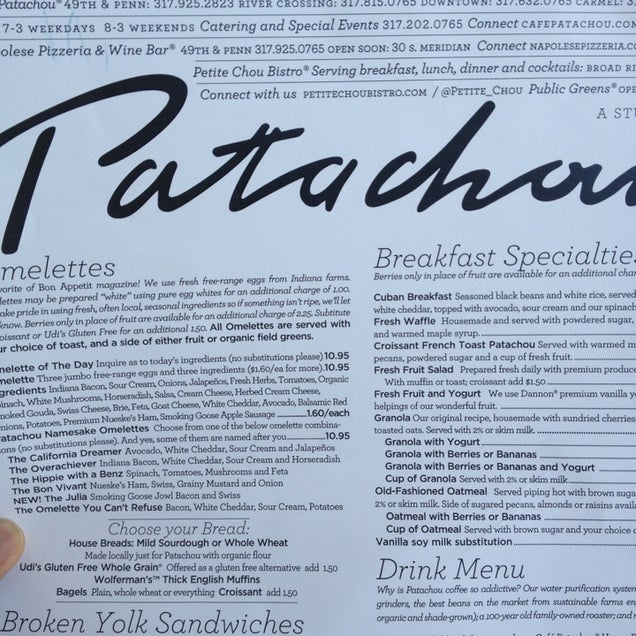 Patachou® 49TH & PENN: 317.925.2823 RIVER CROSSING: 317.815.0765 DOWNTOWN: 317.632.0765 CARMEL:
7-3 WEEKDAYS 8-3 WEEKENDS Catering and Special Events 317.202.0765 Connect CAFEPATACHOU.COM
olese Pizzeria & Wine Bar® 49TH & PENN 317.925.0765 OPEN SOON: 30 S. MERIDIAN Connect NAPOLESEPIZZERIA.C
Petite Chou Bistro® Serving breakfast, lunch, dinner and cocktails: BROAD RI
Connect with us PETITECHOUBISTRO.COM / @PETITE_CHOU Public Greens® OPE
A STU
Patachou
melettes
avorite of Bon Appetit magazine! We use fresh free-range eggs from Indiana farms.
lettes may be prepared "white" using pure egg whites for an additional charge of 1.00.
ake pride in using fresh, often local, seasonal ingredients so if something isn't ripe, we'll let
know. Berries only in place of fruit are available for an additional charge of 2.25. Subtitute
oissant or Udi's Gluten Free for an additional 1.50. All Omelettes are served with
ur choice of toast, and a side of either fruit or organic field greens.
melette of The Day Inquire as to today's ingredients (no substitutions please) 10.95
melette Three jumbo free-range eggs and three ingredients ($1.60/ea for more). 10.95
gredients Indiana Bacon, Sour Cream, Onions, Jalapeños, Fresh Herbs, Tomatoes, Organic
inach, White Mushrooms, Horseradish, Salsa, Cream Cheese, Herbed Cream Cheese,
moked Gouda, Swiss Cheese, Brie, Feta, Goat Cheese, White Cheddar, Avocado, Balsamic Red
nions, Potatoes, Premium Nueske's Ham, Smoking Goose Apple Sausage 1.60/each
Patachou Namesake Omelettes Choose from one of the below omelette combina-
ons (no substitutions please). And yes, some of them are named after you 10.95
The California Dreamer Avocado, White Cheddar, Sour Cream and Jalapeños
The Overachiever Indiana Bacon, White Cheddar, Sour Cream and Horseradish
The Hippie with a Benz Spinach, Tomatoes, Mushrooms and Feta
The Bon Vivant Nueske's Ham, Swiss, Grainy Mustard and Onion
NEW! The Julia Smoking Goose Jowl Bacon and Swiss
The Omelette You Can't Refuse Bacon, White Cheddar, Sour Cream, Potatoes
Choose your Bread:
House Breads: Mild Sourdough or Whole Wheat
Made locally just for Patachou with organic flour
Udi's Gluten Free Whole Grain® Offered as a gluten free alternative add 1.50
Wolferman's™ Thick English Muffins
Bagels Plain, whole wheat or everything Croissant add 1.50
Broken Yolk Sandwiches
Breakfast Specialties
Berries only in place of fruit are available for an additional char
Cuban Breakfast Seasoned black beans and white rice, served
white cheddar, topped with avocado, sour cream and our spinach
Fresh Waffle Housemade and served with powdered sugar,
and warmed maple syrup.
Croissant French Toast Patachou Served with warmed m
pecans, powdered sugar and a cup of fresh fruit.
Fresh Fruit Salad Prepared fresh daily with premium produce
With muffin or toast; croissant add $1.50
Fresh Fruit and Yogurt We use Dannon® premium vanilla y
helpings of our wonderful fruit.
Granola Our original recipe, housemade with sundried cherries
toasted oats. Served with 2% or skim milk.
Granola with Yogurt
Granola with Berries or Bananas
Granola with Berries or Bananas and Yogurt
Cup of Granola Served with 2% or skim milk
Old-Fashioned Oatmeal Served piping hot with brown sugar
2% or skim milk. Side of sugared pecans, almonds or raisins availa
Oatmeal with Berries or Bananas
Cup of Oatmeal Served with brown sugar and your choice o
Vanilla soy milk substitution
Drink Menu
Why is Patachou coffee so addictive? Our water purification system
grinders, the best beans on the market from sustainable farms en
organic and shade-grown); a 100-year old family-owned roaster; and r